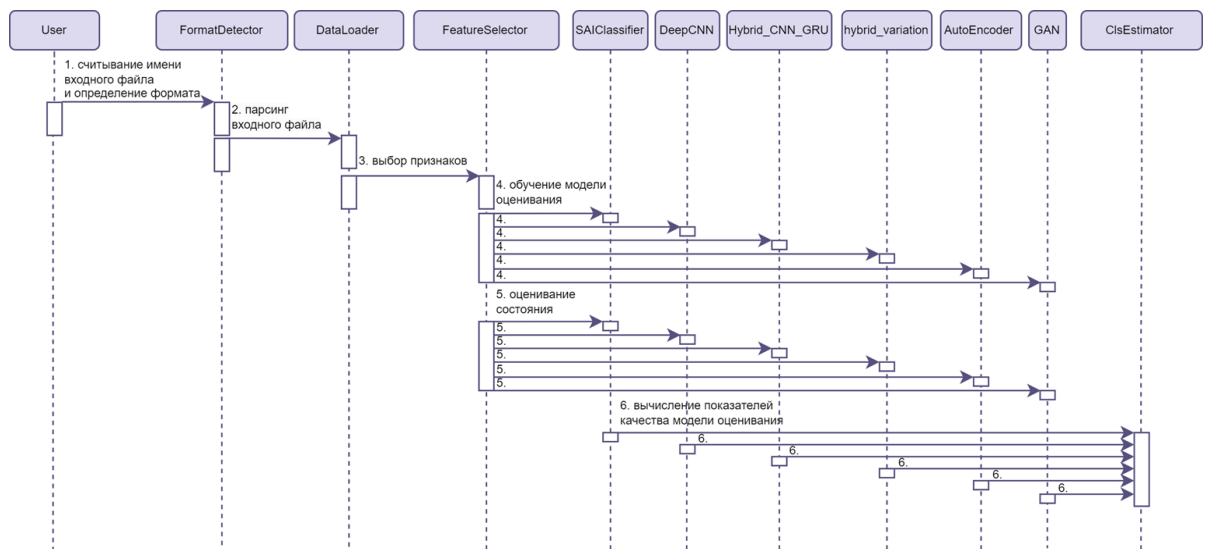 User
FormatDetector
DataLoader
FeatureSelector
SAIClassifier
DeepCNN
Hybrid_CNN_GRU
hybrid_variation
AutoEncoder
GAN
ClsEstimator
1. считывание имени
входного файла
и определение формата
2. парсинг
входного файла
3. выбор признаков
4. обучение модели
оценивания
4.
4.
4.
4.
4.
5. оценивание
состояния
5.
5.
5.
5.
5.
6. вычисление показателей
качества модели оценивания
6.
6.
6.
6.
6.